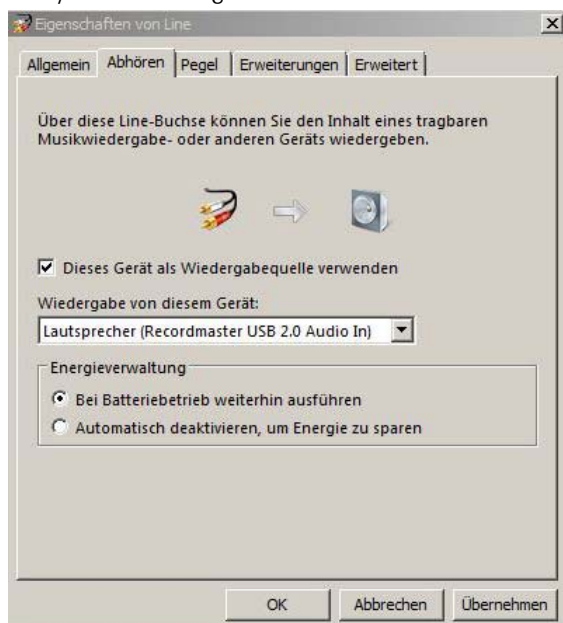 Eigenschaften von Line
Allgemein Abhören Pegel Erweiterungen Erweitert
Über diese Line-Buchse können Sie den Inhalt eines tragbaren
Musikwiedergabe- oder anderen Geräts wiedergeben.
Dieses Gerät als Wiedergabequelle verwenden
Wiedergabe von diesem Gerät:
Lautsprecher (Recordmaster USB 2.0 Audio In)
Energieverwaltung
Bei Batteriebetrieb weiterhin ausführen
Automatisch deaktivieren, um Energie zu sparen
OK Abbrechen Übernehmen